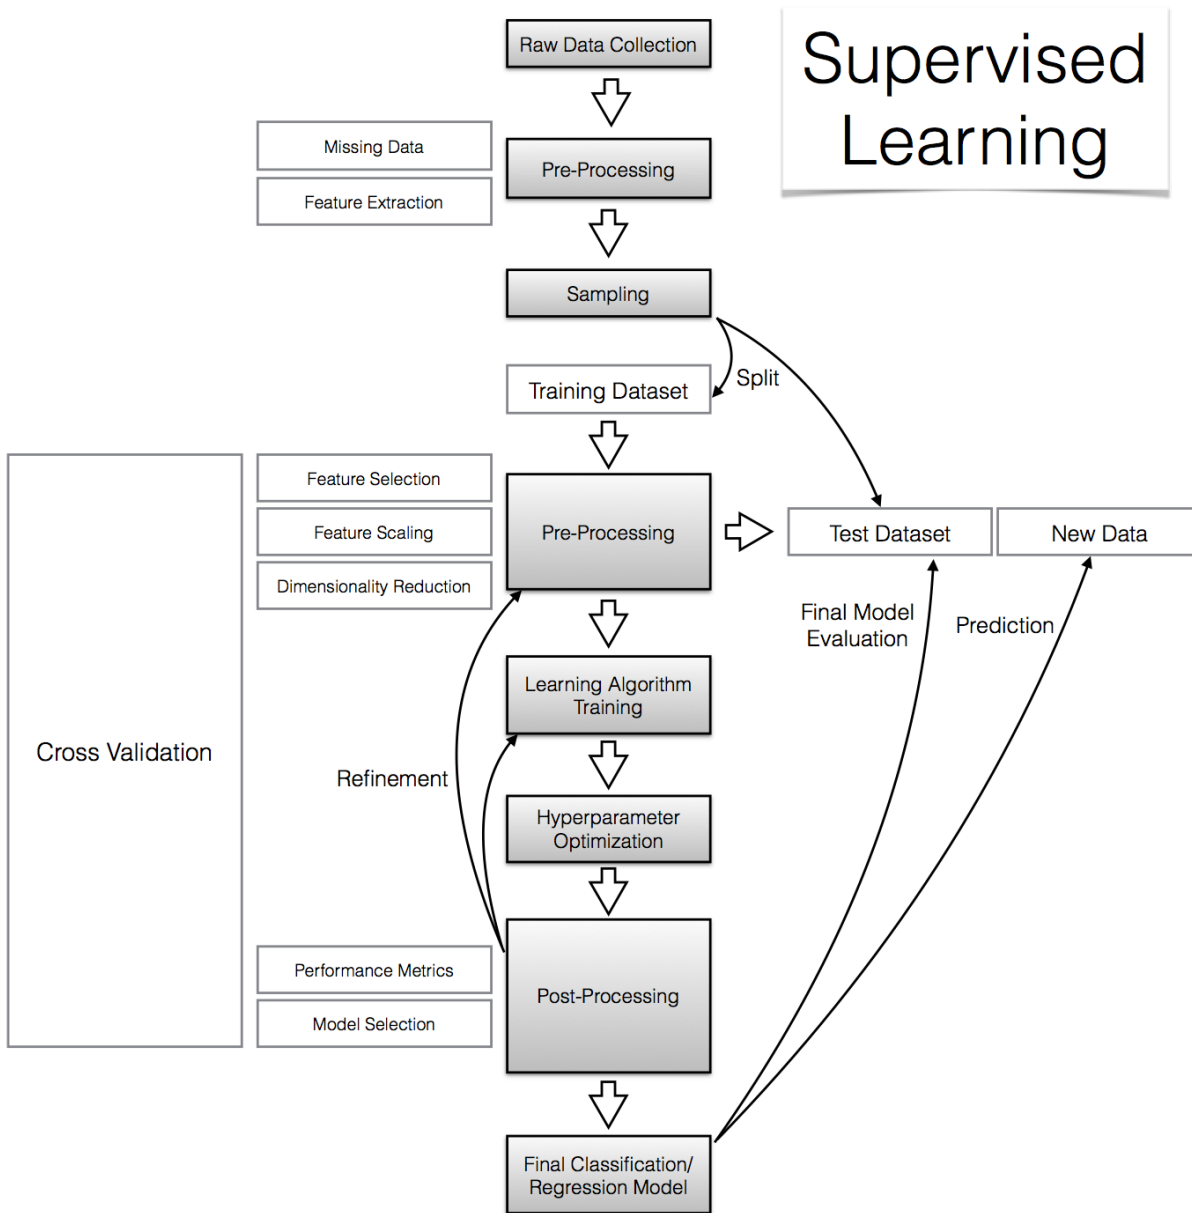 Supervised
Learning
Raw Data Collection
Missing Data
Feature Extraction
Pre-Processing
Sampling
Split
Training Dataset
Cross Validation
Feature Selection
Feature Scaling
Dimensionality Reduction
Pre-Processing
Test Dataset
New Data
Final Model
Evaluation
Prediction
Learning Algorithm
Training
Refinement
Hyperparameter
Optimization
Performance Metrics
Model Selection
Post-Processing
Final Classification/
Regression Model